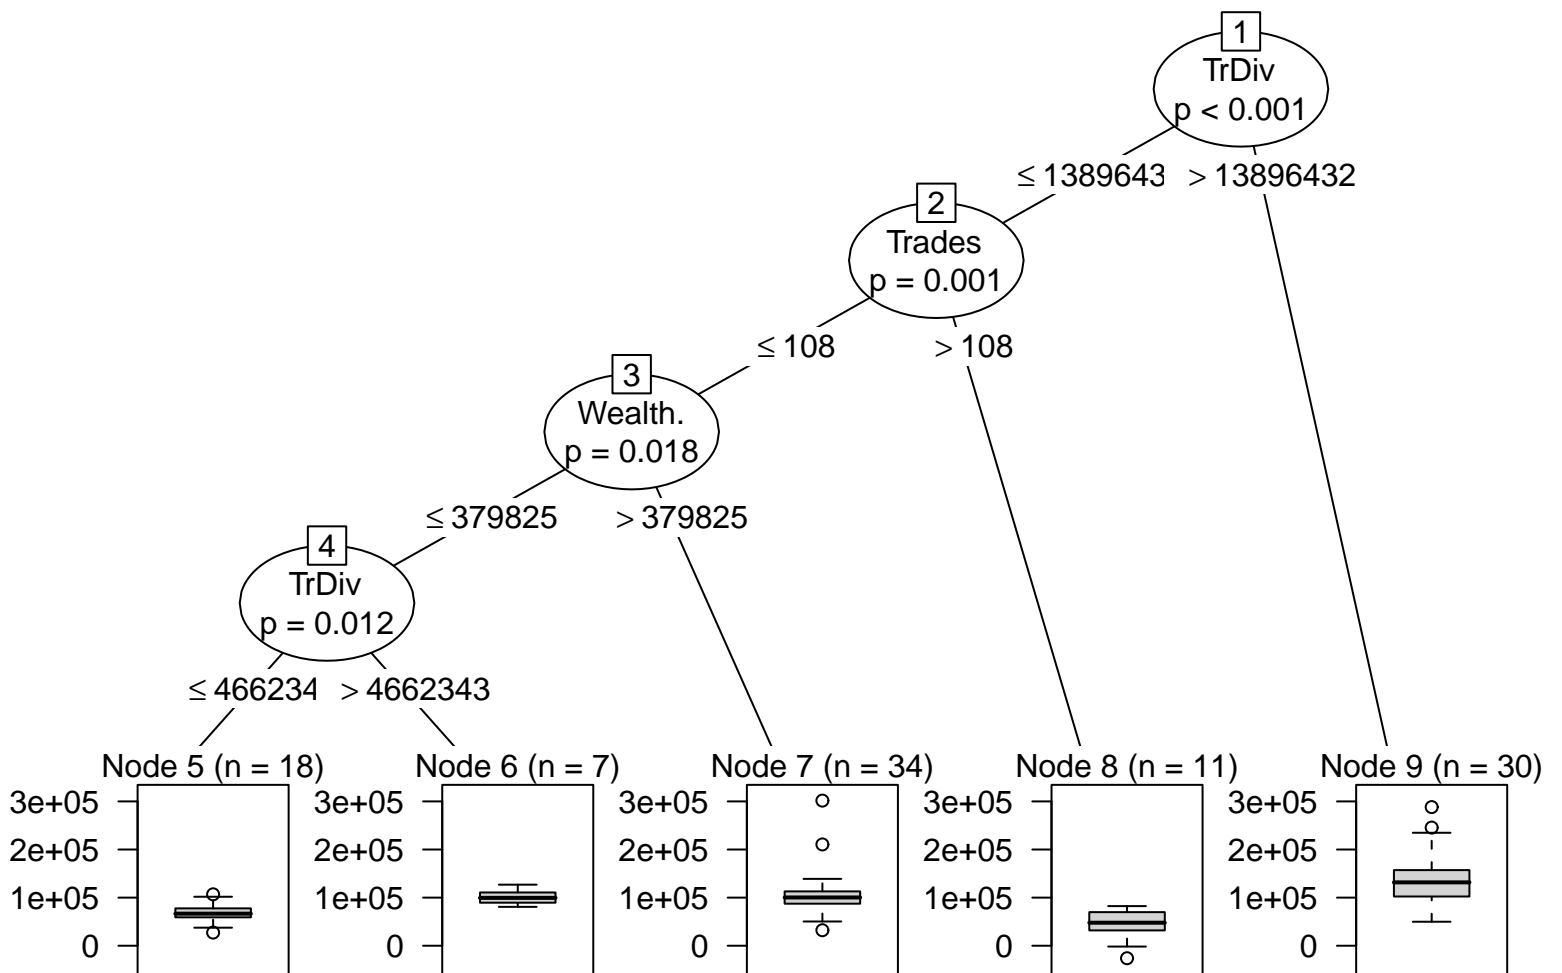 1
TrDiv
p < 0.001
≤ 1389643
> 13896432
2
Trades
p = 0.001
≤ 108
> 108
3
Wealth.
p = 0.018
≤ 379825
> 379825
4
TrDiv
p = 0.012
≤ 466234
> 4662343
Node 5 (n = 18)
3e+05
2e+05
1e+05
0
Node 6 (n = 7)
3e+05
2e+05
1e+05
0
Node 7 (n = 34)
3e+05
2e+05
1e+05
0
Node 8 (n = 11)
3e+05
2e+05
1e+05
0
Node 9 (n = 30)
3e+05
2e+05
1e+05
0